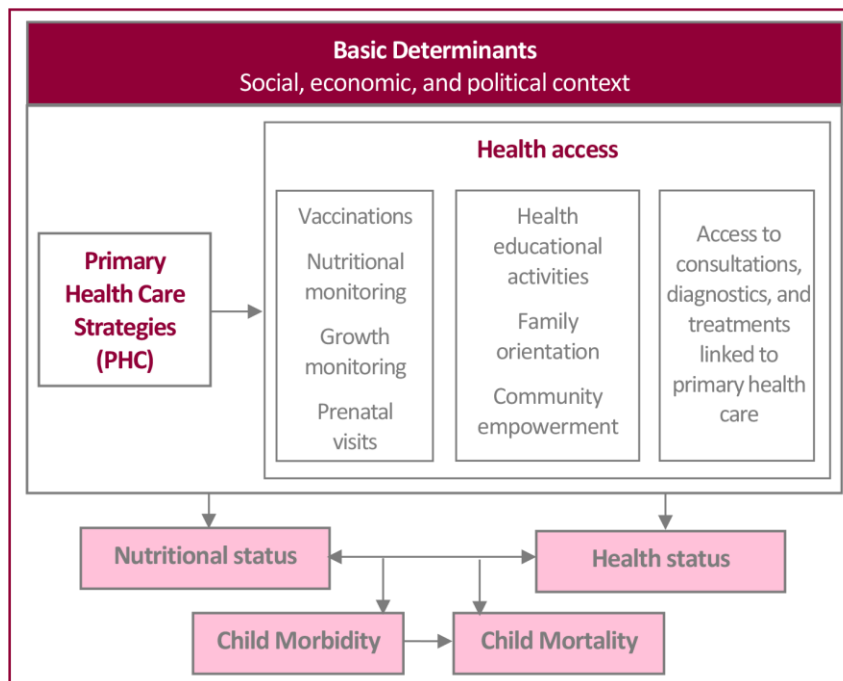 Basic Determinants
Social, economic, and political context
Health access
Primary
Health Care
Strategies
(PHC)
Vaccinations
Nutritional
monitoring
Growth
monitoring
Prenatal
visits
Health
educational
activities
Family
orientation
Community
empowerment
Access to
consultations,
diagnostics, and
treatments
linked to
primary health
care
Nutritional status
Health status
Child Morbidity
Child Mortality